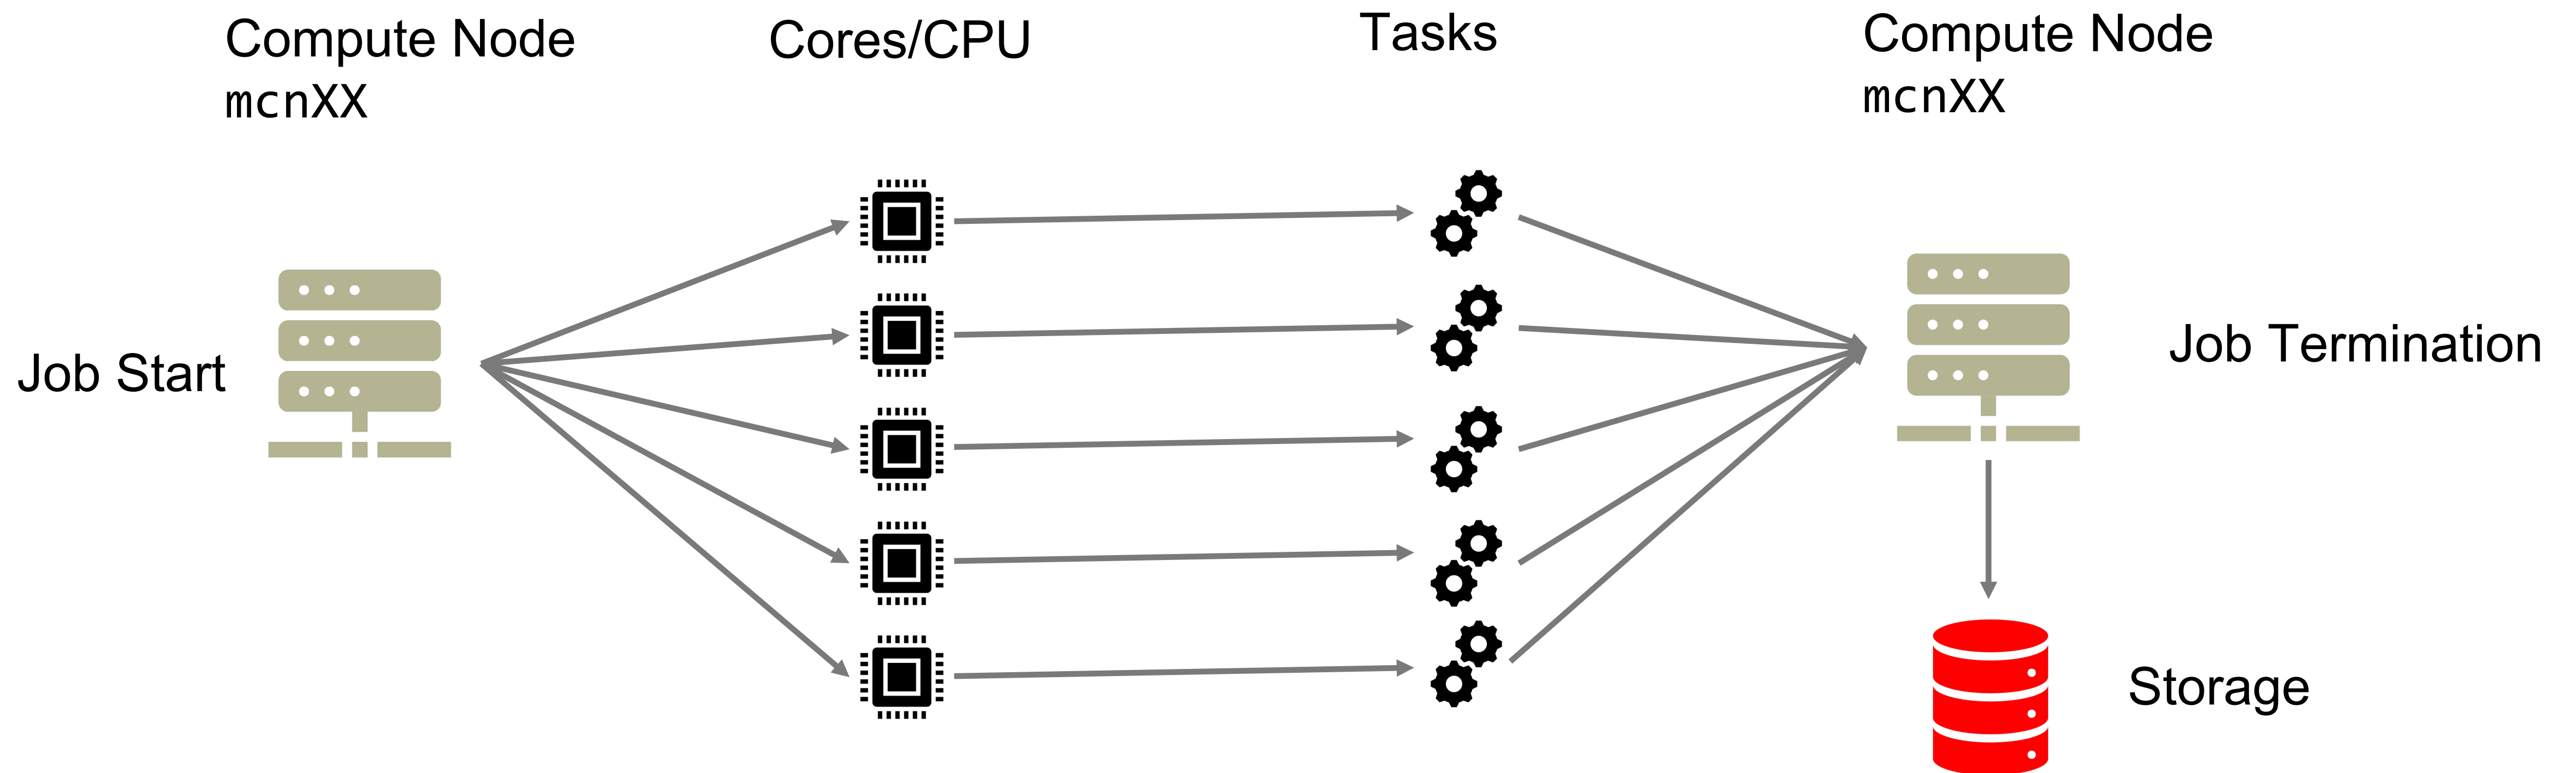 Compute Node
mcnXX
Cores/CPU
Tasks
Compute Node
mcnXX
Job Start
Job Termination
Storage